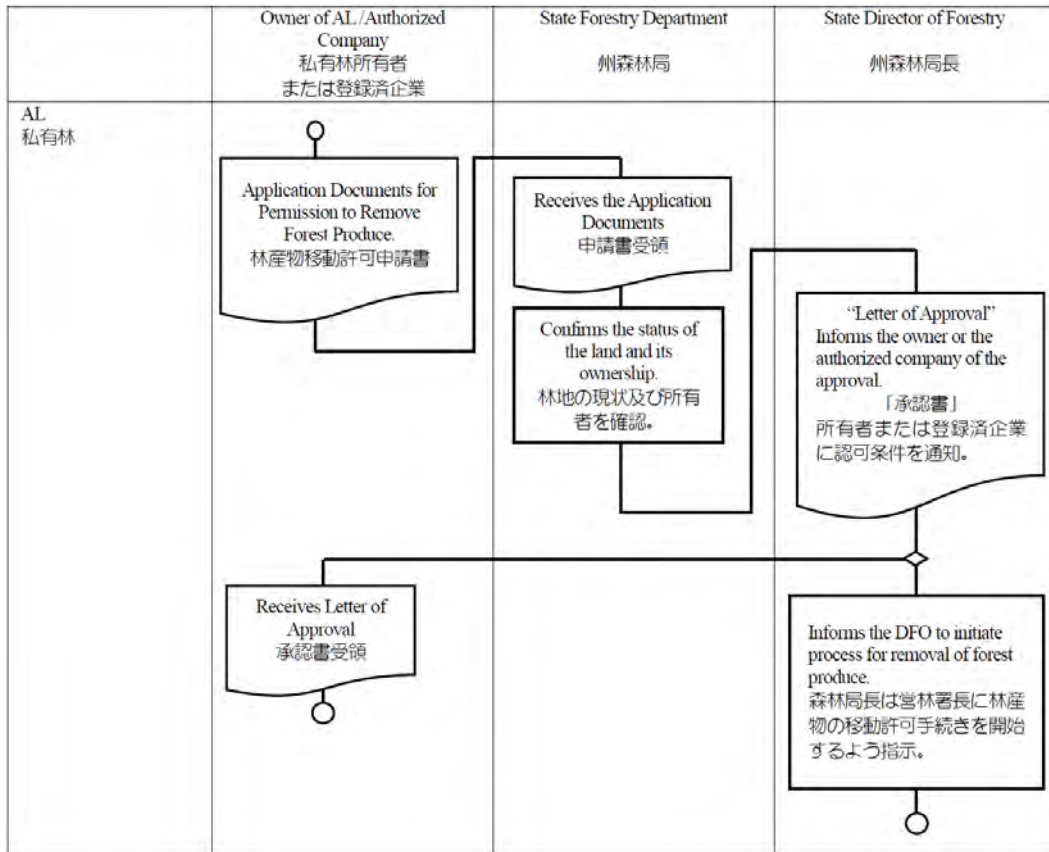 Owner of AL /Authorized
Company
私有林所有者
または登録済企業
State Forestry Department
州森林局
State Director of Forestry
州森林局長
AL
私有林
Application Documents for
Permission to Remove
Forest Produce.
林産物移動許可申請書
Receives the Application
Documents
申請書受領
Confirms the status of
the land and its
ownership.
林地の現状及び所有
者を確認。
“Letter of Approval”
Informs the owner or the
authorized company of the
approval.
「承認書」
所有者または登録済企業
に認可条件を通知。
Receives Letter of
Approval
承認書受領
Informs the DFO to initiate
process for removal of forest
produce.
森林局長は営林署長に林産
物の移動許可手続きを開始
するよう指示。